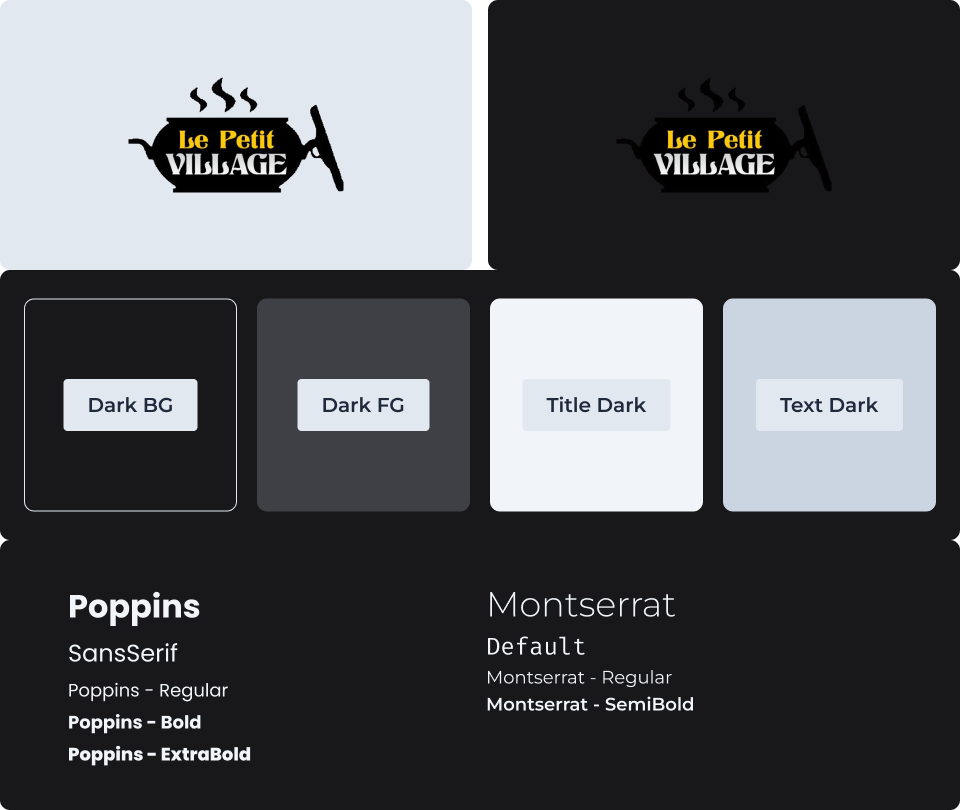 Le Petit
VILLAGE
Le Petit
VILLAGE
Dark BG
Dark FG
Title Dark
Text Dark
Poppins
SansSerif
Poppins - Regular
Poppins - Bold
Poppins - ExtraBold
Montserrat
Default
Montserrat - Regular
Montserrat - SemiBold